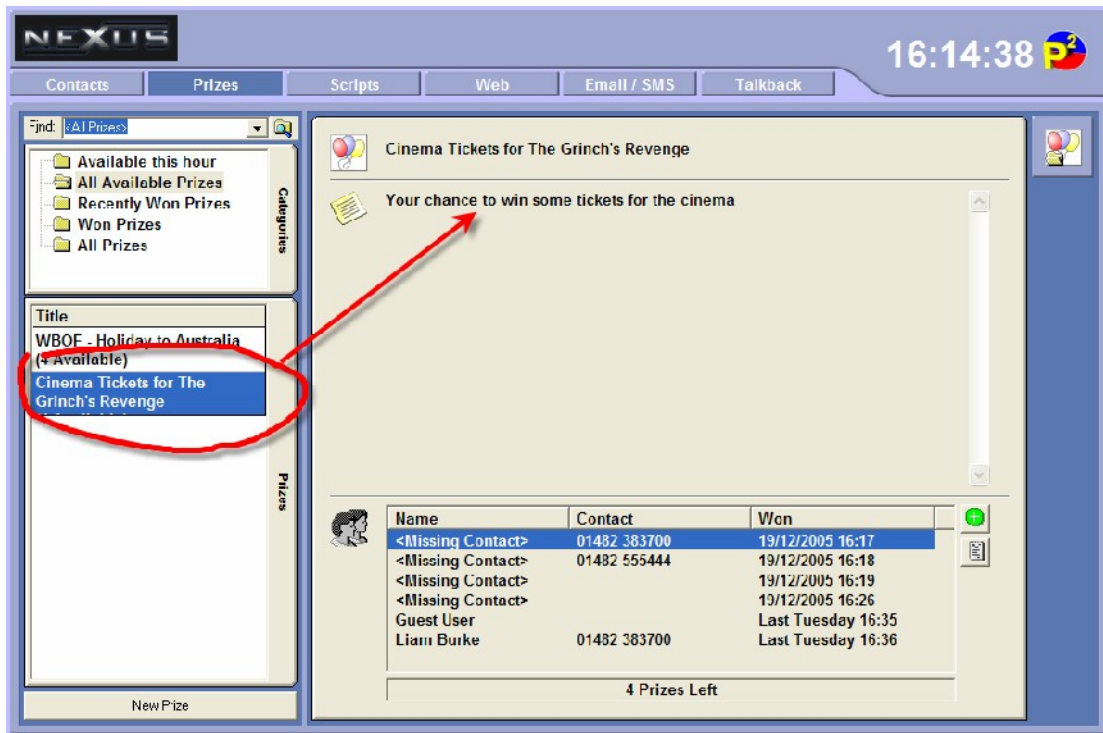 NEXUS
16:14:38 P2
Contacts Prizes Scripts Web Email / SMS Talkback
Find: <All Prizes>
Available this hour
All Available Prizes
Recently Won Prizes
Won Prizes
All Prizes
Categories
Title
WBOF - Holiday to Australia
(4 Available)
Cinema Tickets for The
Grinch's Revenge
Prizes
New Prize
Cinema Tickets for The Grinch's Revenge
Your chance to win some tickets for the cinema
Name Contact Won
<Missing Contact> 01482 383700 19/12/2005 16:17
<Missing Contact> 01482 555444 19/12/2005 16:18
<Missing Contact> 19/12/2005 16:19
<Missing Contact> 19/12/2005 16:26
Guest User Last Tuesday 16:35
Liam Burke 01482 383700 Last Tuesday 16:36
4 Prizes Left